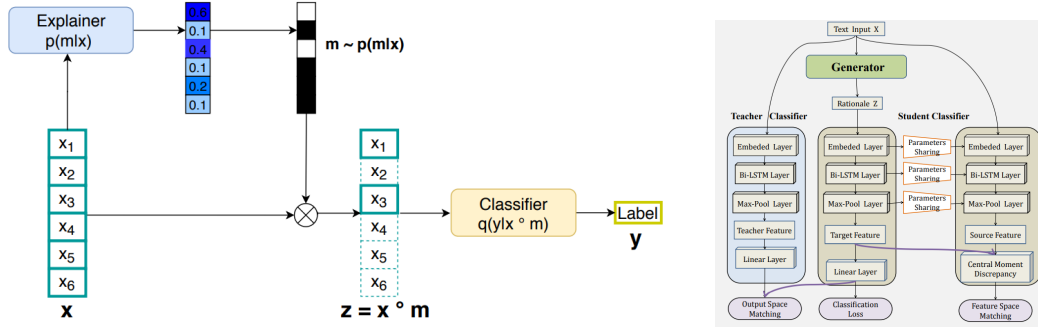 Explainer
p(m|x)
0.6
0.1
0.4
0.1
0.2
0.1
m ~ p(m|x)
x1
x2
x3
x4
x5
x6
x
x1
x2
x3
x4
x5
x6
z = x ° m
Classifier
q(y|x ° m)
Label
y
Text Input X
Generator
Rationale Z
Teacher Classifier
Student Classifier
Embeded Layer
Embeded Layer
Parameters
Sharing
Embeded Layer
Bi-LSTM Layer
Bi-LSTM Layer
Parameters
Sharing
Bi-LSTM Layer
Max-Pool Layer
Max-Pool Layer
Parameters
Sharing
Max-Pool Layer
Teacher Feature
Target Feature
Source Feature
Linear Layer
Linear Layer
Central Moment
Discrepancy
Output Space
Matching
Classification
Loss
Feature Space
Matching